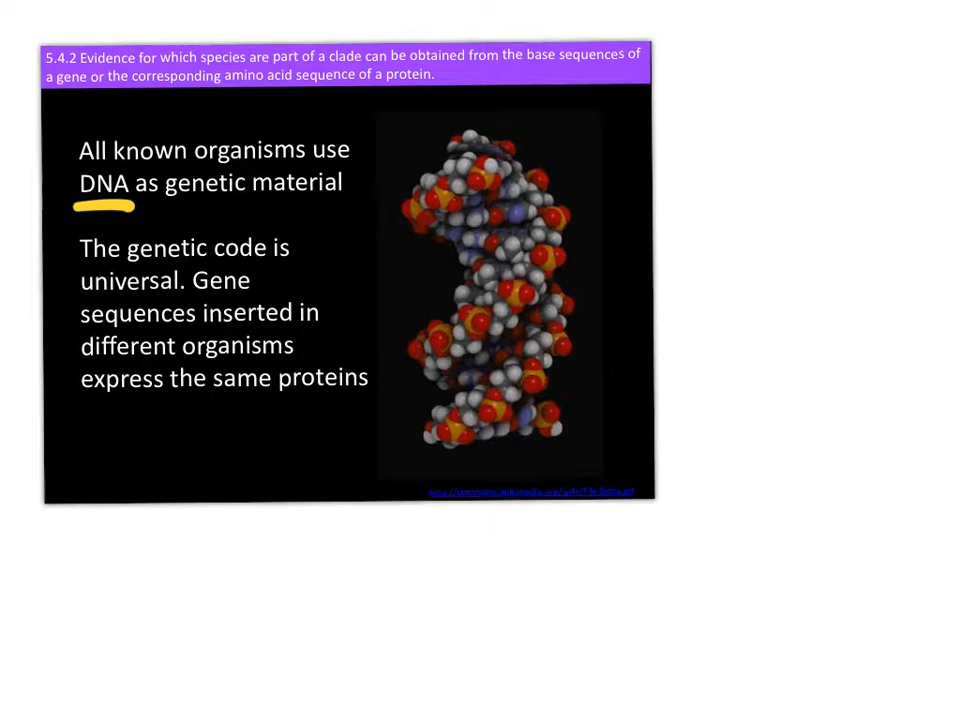 5.4.2 Evidence for which species are part of a clade can be obtained from the base sequences of
a gene or the corresponding amino acid sequence of a protein.
All known organisms use
DNA as genetic material
The genetic code is
universal. Gene
sequences inserted in
different organisms
express the same proteins